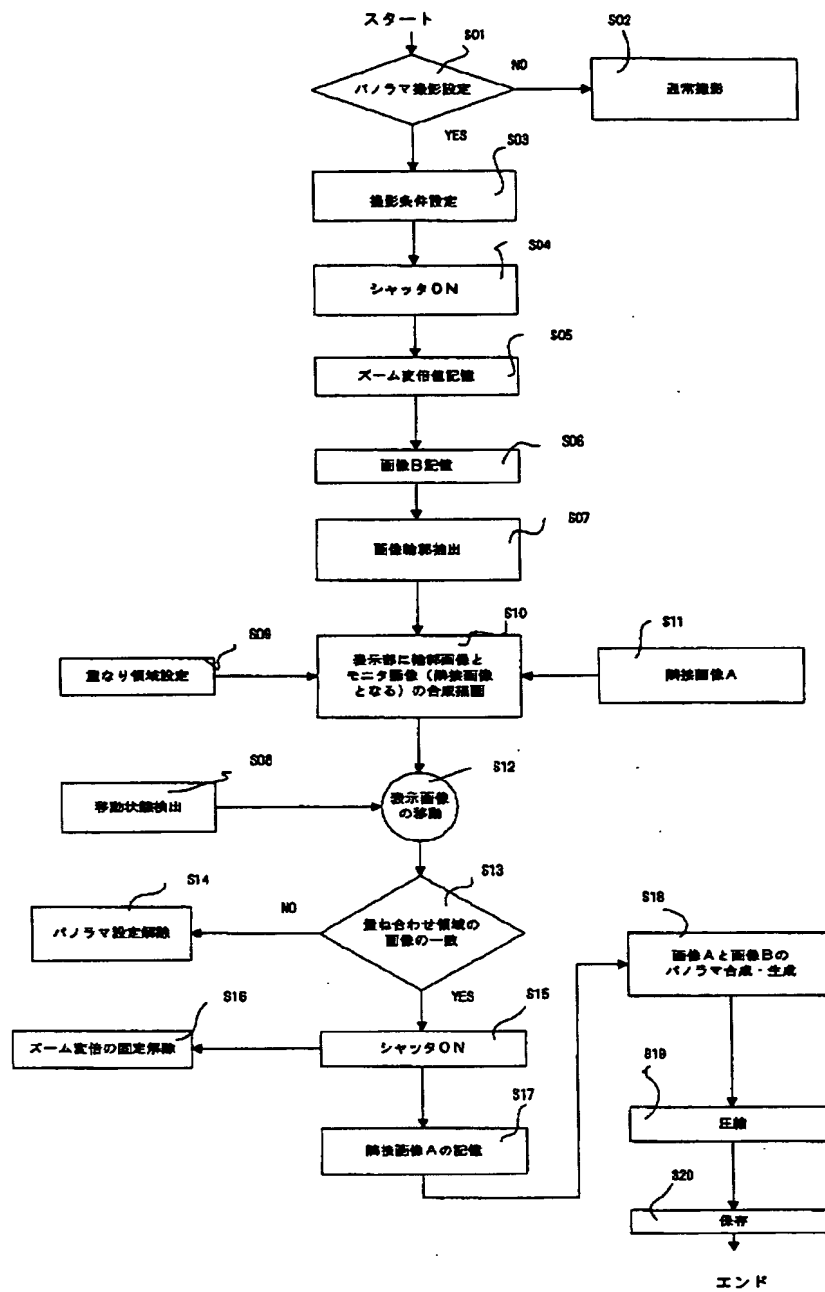 スタート
S01
パノラマ撮影設定
NO
S02
通常撮影
YES
S03
撮影条件設定
S04
シャッタON
S05
ズーム変倍値記憶
S06
画像B記憶
S07
画像輪郭抽出
S09
重なり領域設定
S10
表示部に輪郭画像と
モニタ画像(隣接画像
となる)の合成描画
S11
隣接画像A
S08
移動状態検出
S12
表示画像
の移動
S13
重ね合わせ領域の
画像の一致
NO
S14
パノラマ設定解除
YES
S15
シャッタON
S16
ズーム変倍の固定解除
S17
隣接画像Aの記憶
S18
画像Aと画像Bの
パノラマ合成・生成
S19
圧縮
S20
保存
エンド